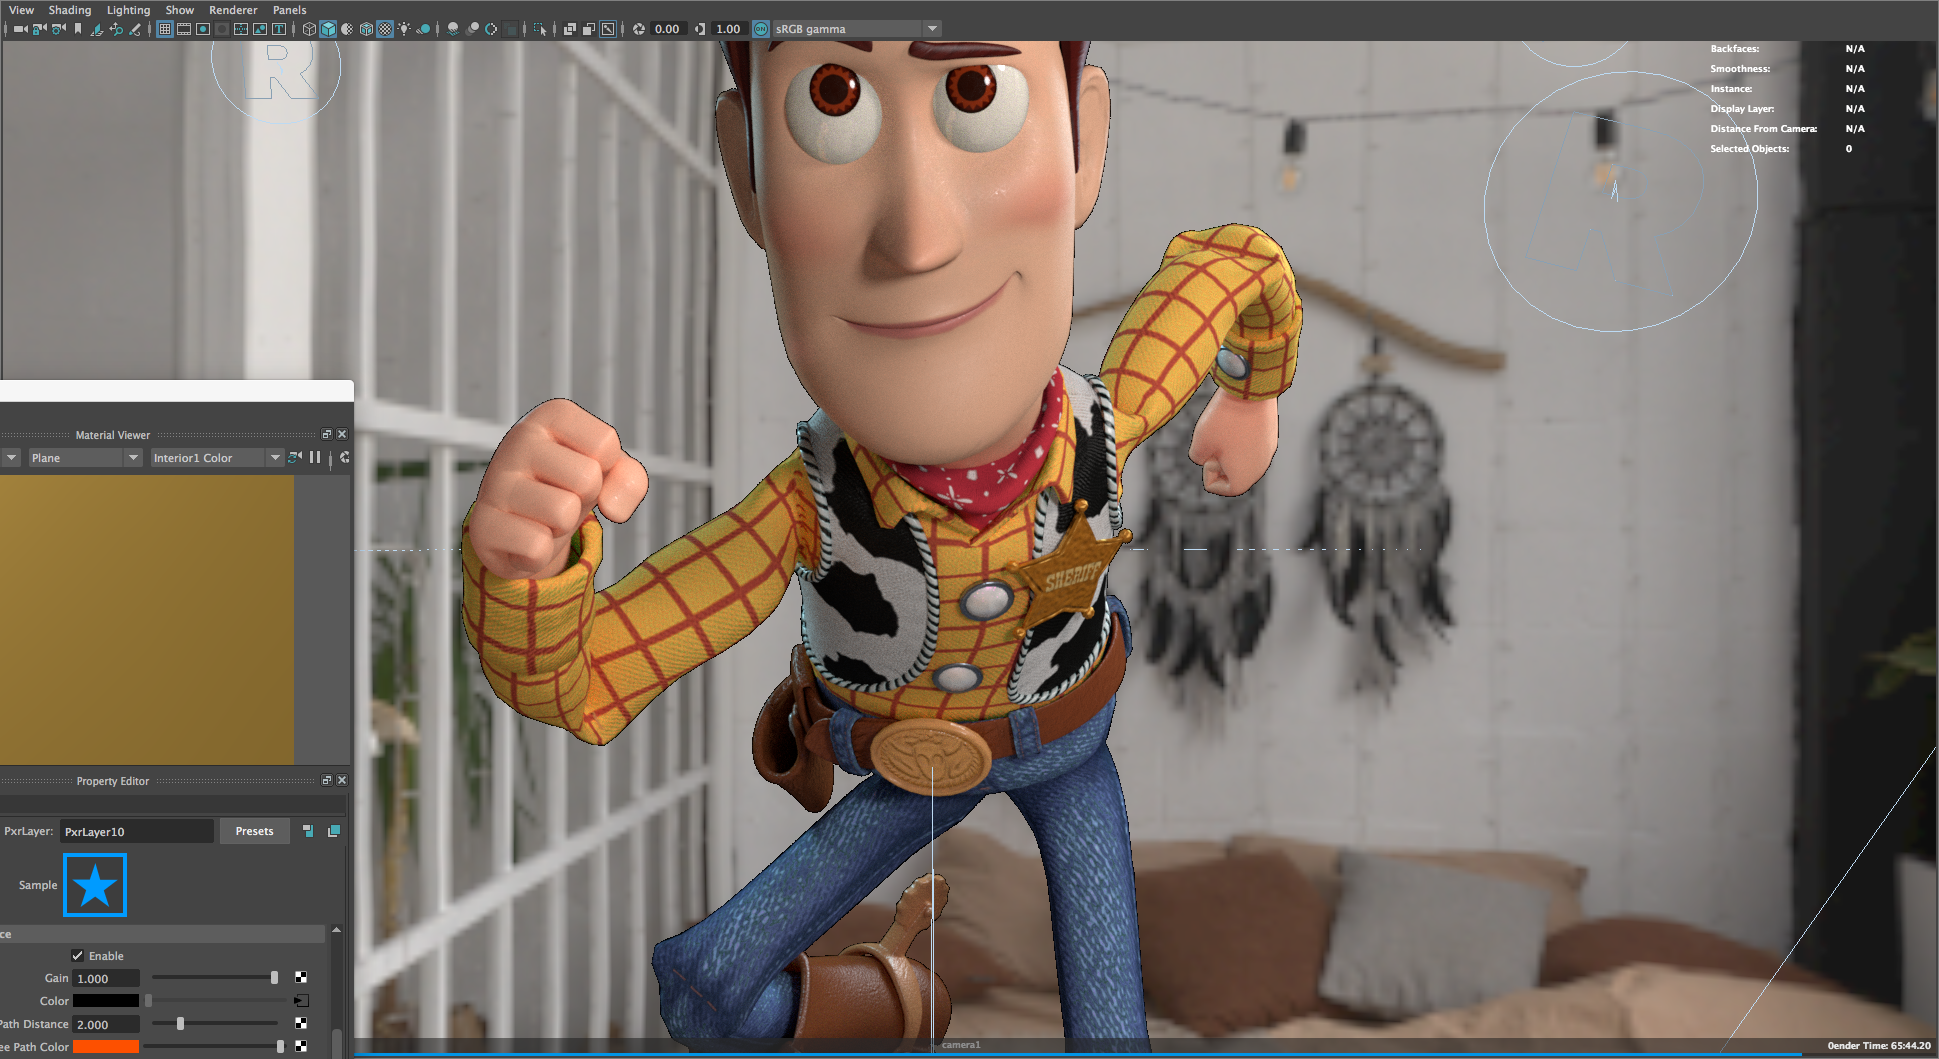 View Shading Lighting Show Renderer Panels
0.00 1.00 ON sRGB gamma
R
Backfaces: N/A
Smoothness: N/A
Instance: N/A
Display Layer: N/A
Distance From Camera: N/A
Selected Objects: 0
R
Material Viewer
Plane Interior1 Color
SHERIFF
Property Editor
PxrLayer: PxrLayer10 Presets
Sample
ce
Enable
Gain 1.000
Color
Path Distance 2.000
ee Path Color
camera1
0ender Time: 65:44.20